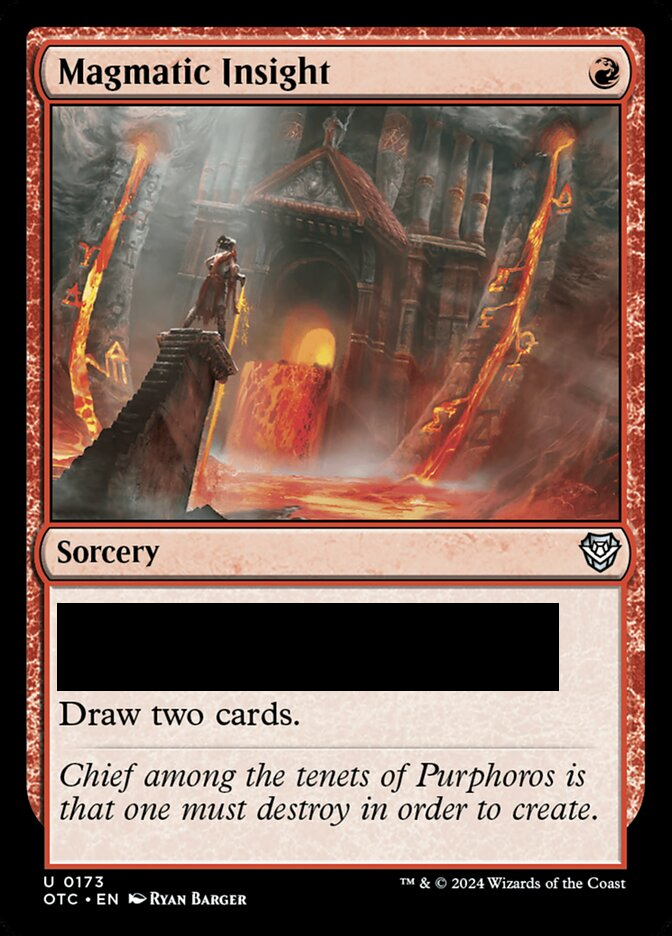 Magmatic Insight
Sorcery
Draw two cards.
Chief among the tenets of Purphoros is
that one must destroy in order to create.
U 0173
OTC • EN Ryan Barger
™ & © 2024 Wizards of the Coast